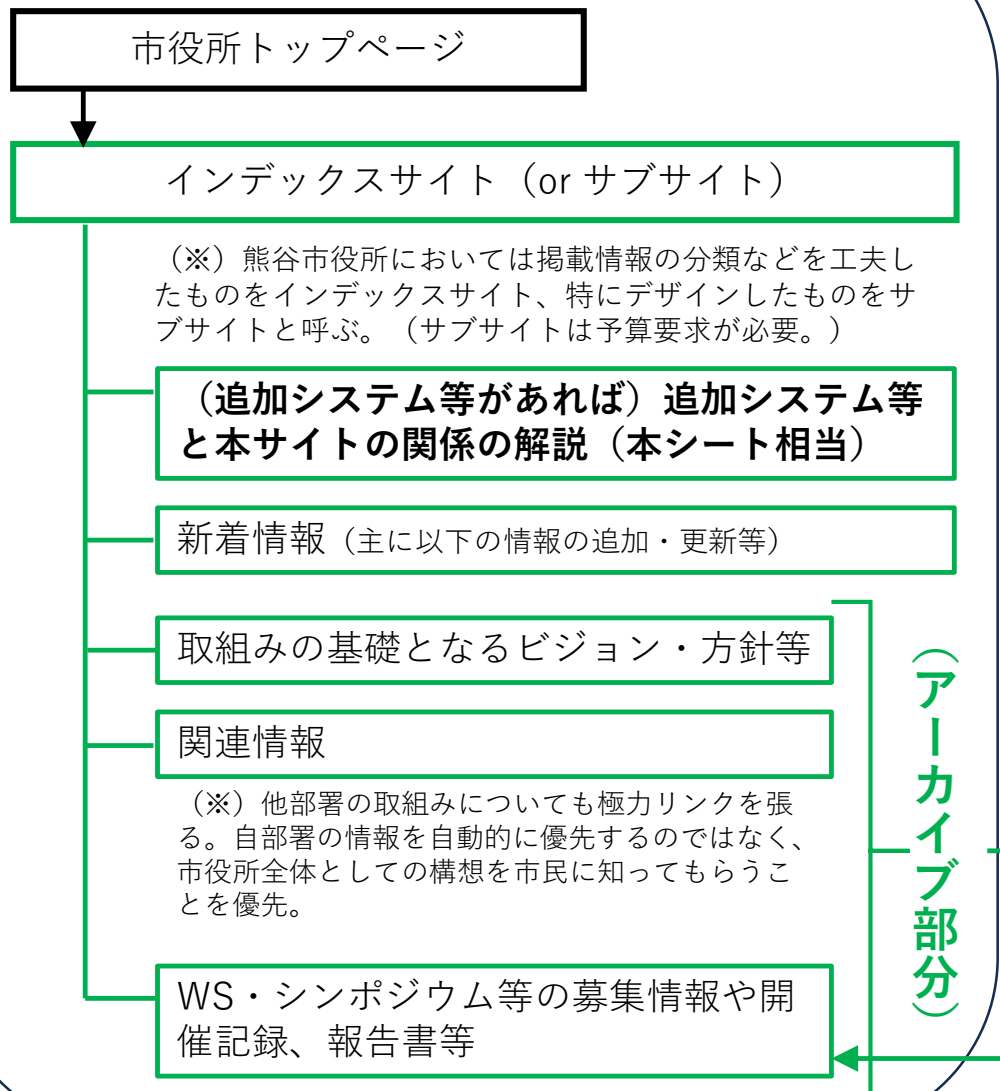 市役所トップページ
インデックスサイト（or サブサイト）
（※）熊谷市役所においては掲載情報の分類などを工夫し
たものをインデックスサイト、特にデザインしたものをサ
ブサイトと呼ぶ。（サブサイトは予算要求が必要。）
（追加システム等があれば）追加システム等
と本サイトの関係の解説（本シート相当）
新着情報（主に以下の情報の追加・更新等）
取組みの基礎となるビジョン・方針等
関連情報
（※）他部署の取組みについても極力リンクを張
る。自部署の情報を自動的に優先するのではなく、
市役所全体としての構想を市民に知ってもらうこ
とを優先。
WS・シンポジウム等の募集情報や開
催記録、報告書等
（アーカイブ部分）